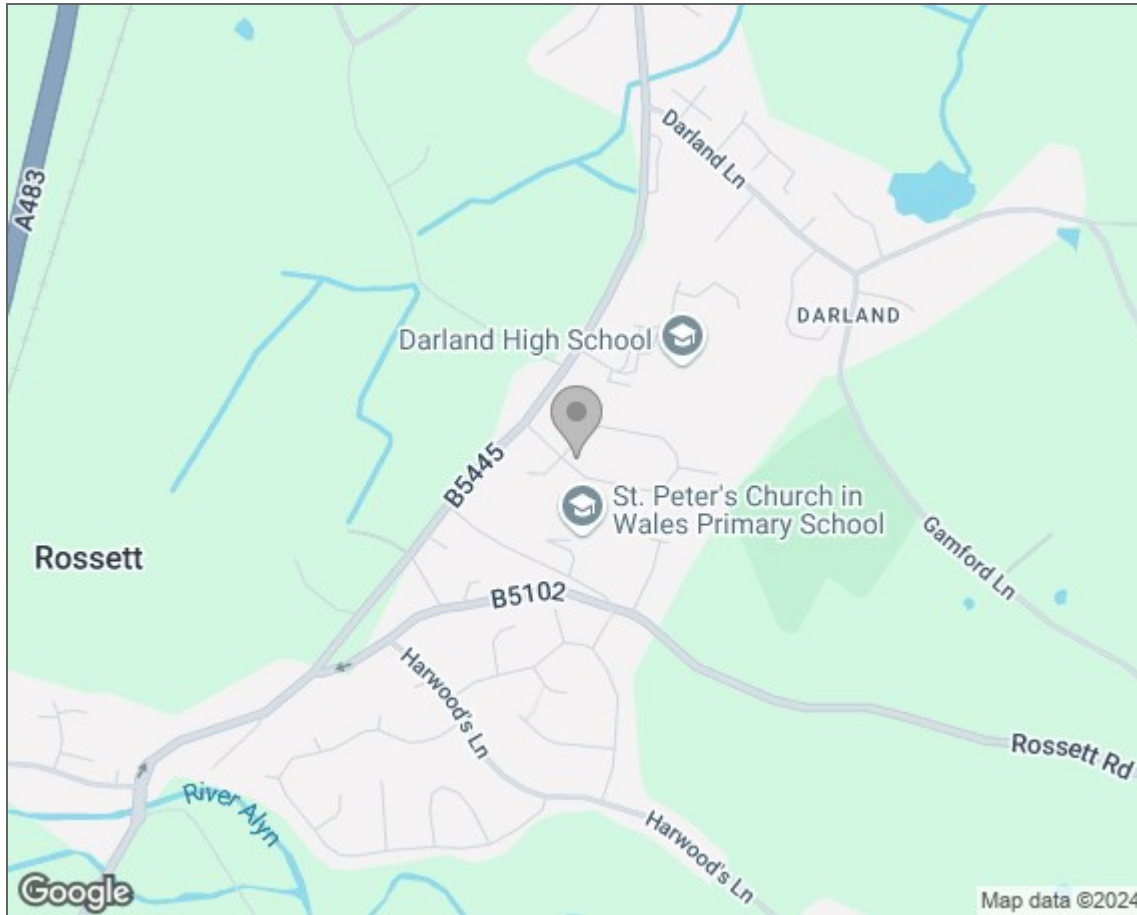 A483
Darland Ln
DARLAND
Darland High School
B5445
St. Peter's Church in
Wales Primary School
Gamford Ln
Rossett
B5102
Harwood's Ln
Rossett Rd
River Alyn
Harwood's Ln
Google
Map data ©2024